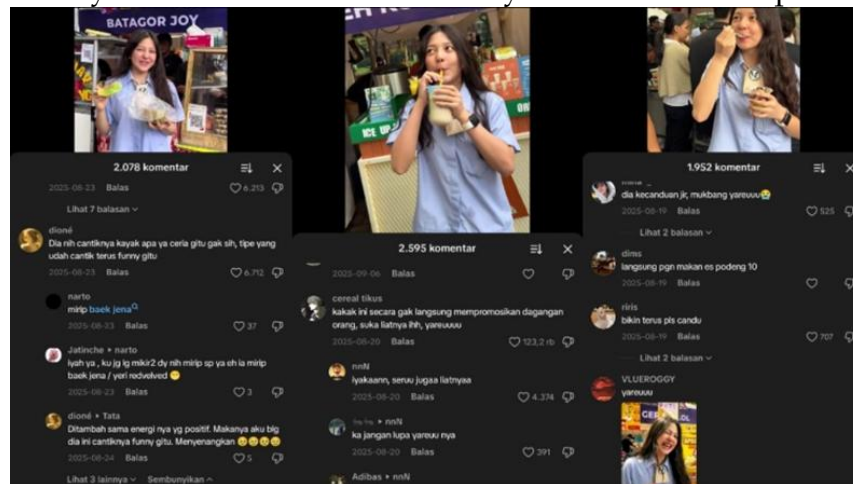 BATAGOR JOY
2.078 komentar
2025-08-23 Balas 6.213
Lihat 7 balasan
dioné
Dia nih cantiknya kayak apa ya ceria gitu gak sih, tipe yang
udah cantik terus funny gitu
2025-08-23 Balas 6.712
narto
mirip baek jena
2025-08-23 Balas 37
Jatinche ▸ narto
iyah ya , ku jg lg mikir2 dy nih mirip sp ya eh ia mirip
baek jena / yeri redvelved 😁
2025-08-23 Balas 3
dioné ▸ Tata
Ditambah sama energi nya yg positif. Makanya aku blg
dia ini cantiknya funny gitu. Menyenangkan
2025-08-24 Balas 5
Lihat 3 lainnya Sembunyikan
ICE
2.595 komentar
2025-09-06 Balas
cereal tikus
kakak ini secara gak langsung mempromosikan dagangan
orang, suka liatnya ihh, yareuuuu
2025-08-20 Balas 123,2 rb
nnN
iyakaann, seruu jugaa liatnyaa
2025-08-20 Balas 4.374
▸ nnN
ka jangan lupa yareuu nya
2025-08-20 Balas 391
Adibas ▸ nnN
1.952 komentar
dia kecanduan jir, mukbang yareuuu😭
2025-08-19 Balas 525
Lihat 2 balasan
dims
langsung pgn makan es podeng 10
2025-08-19 Balas
riris
bikin terus pls candu
2025-08-19 Balas 707
Lihat 2 balasan
VLUEROGGY
yareuuu